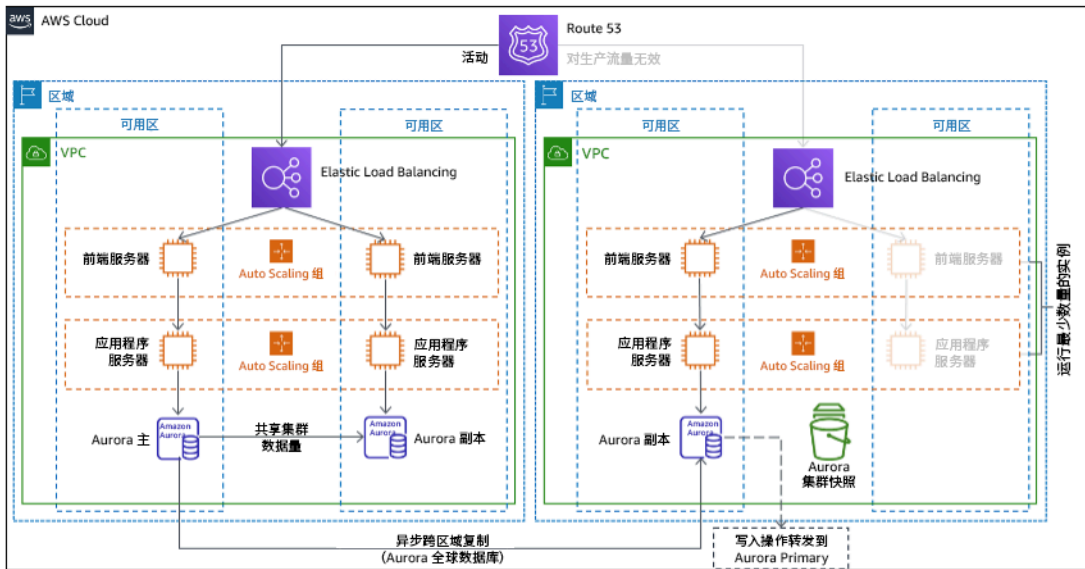 aws
AWS Cloud
53
Route 53
活动
对生产流量无效
区域
可用区
可用区
VPC
Elastic Load Balancing
前端服务器
Auto Scaling 组
前端服务器
应用程序
服务器
Auto Scaling 组
应用程序
服务器
Aurora 主
Amazon
Aurora
共享集群
数据量
Amazon
Aurora
Aurora 副本
区域
可用区
可用区
VPC
Elastic Load Balancing
前端服务器
Auto Scaling 组
前端服务器
应用程序
服务器
Auto Scaling 组
应用程序
服务器
运行最少数量的实例
Aurora 副本
Amazon
Aurora
Aurora
集群快照
异步跨区域复制
(Aurora 全球数据库)
写入操作转发到
Aurora Primary